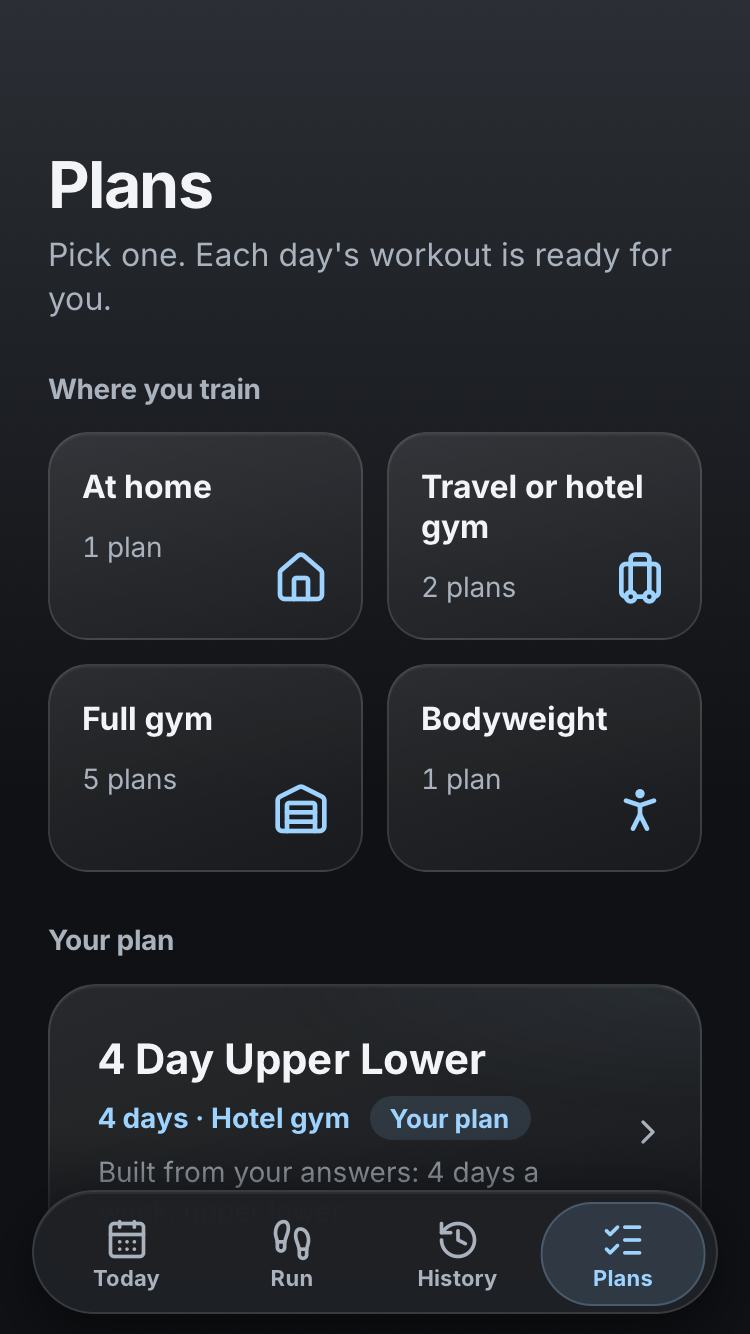 Plans
Pick one. Each day's workout is ready for
you.
Where you train
At home
1 plan
Travel or hotel
gym
2 plans
Full gym
5 plans
Bodyweight
1 plan
Your plan
4 Day Upper Lower
4 days · Hotel gym
Your plan
Built from your answers: 4 days a
Today
Run
History
Plans